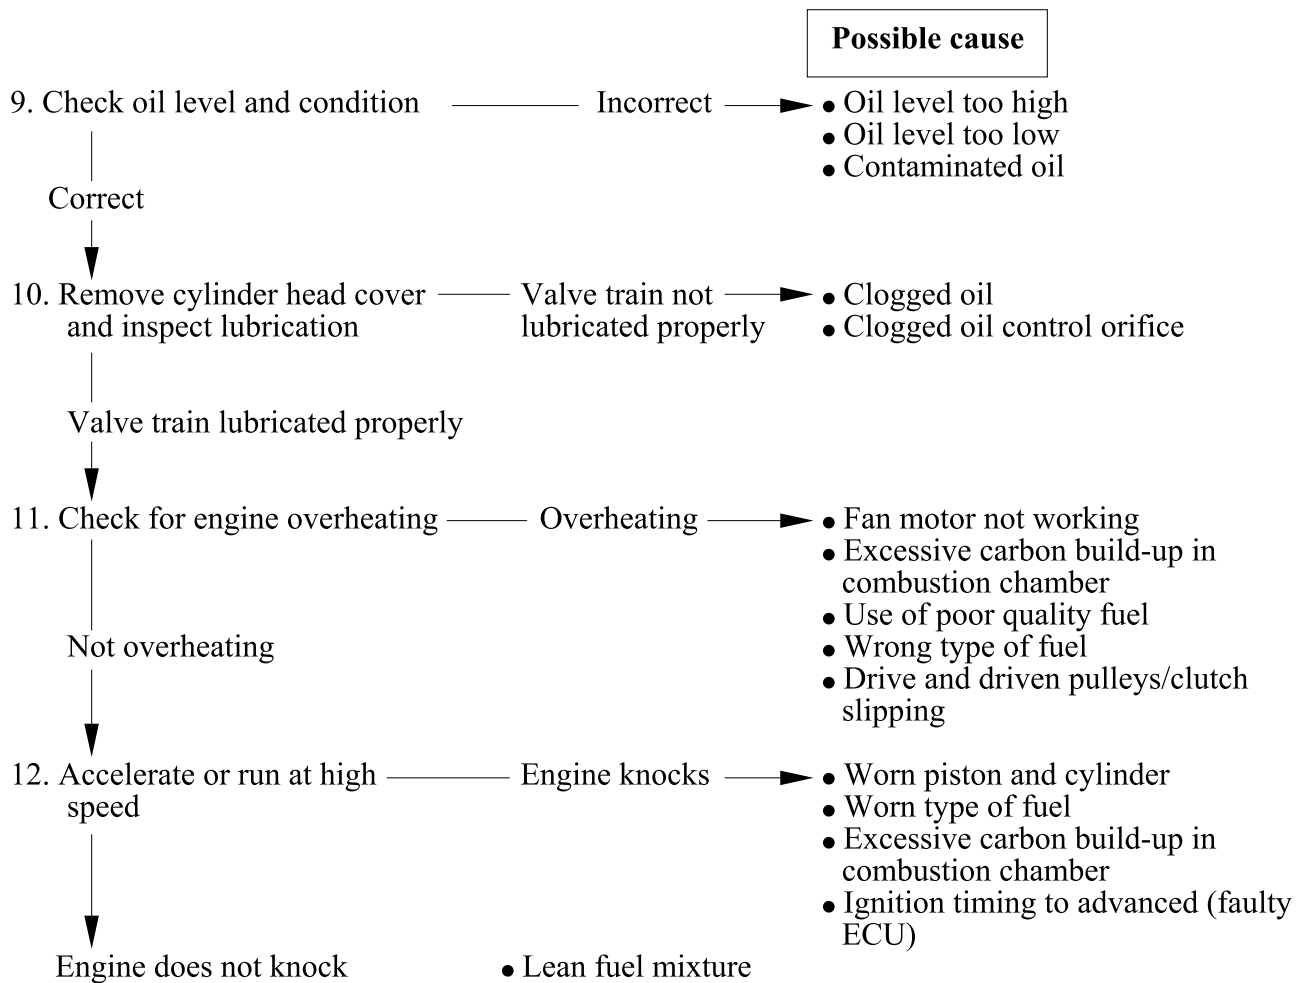 Possible cause
9. Check oil level and condition
Incorrect
• Oil level too high
• Oil level too low
• Contaminated oil
Correct
10. Remove cylinder head cover
and inspect lubrication
Valve train not
lubricated properly
• Clogged oil
• Clogged oil control orifice
Valve train lubricated properly
11. Check for engine overheating
Overheating
• Fan motor not working
• Excessive carbon build-up in
combustion chamber
• Use of poor quality fuel
• Wrong type of fuel
• Drive and driven pulleys/clutch
slipping
Not overheating
12. Accelerate or run at high
speed
Engine knocks
• Worn piston and cylinder
• Worn type of fuel
• Excessive carbon build-up in
combustion chamber
• Ignition timing to advanced (faulty
ECU)
Engine does not knock
• Lean fuel mixture